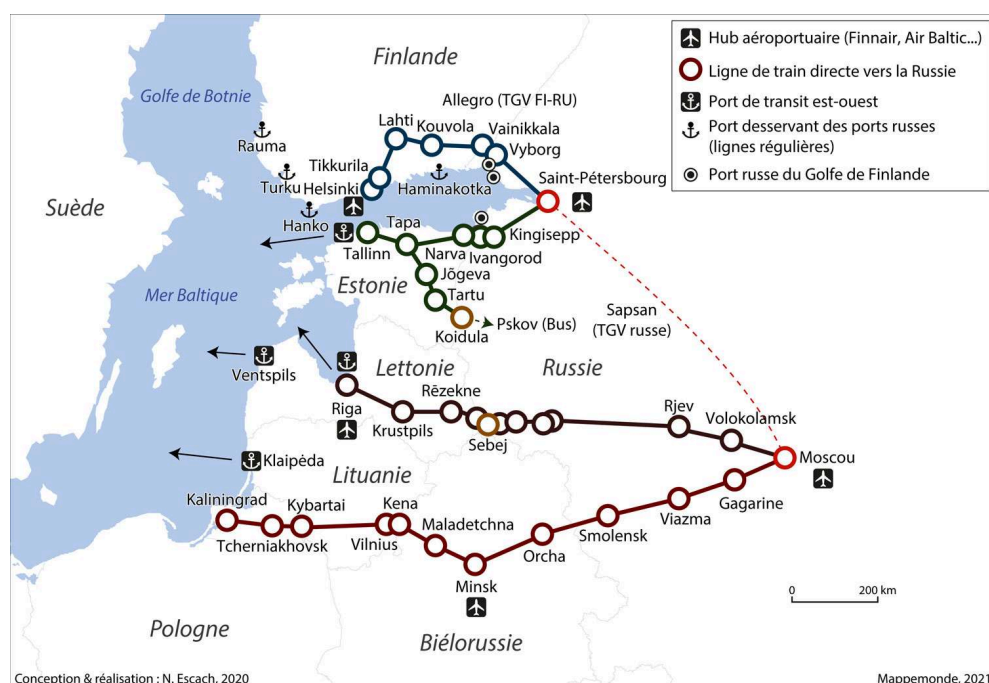 Finlande
Golfe de Botnie
Rauma
Turku
Hanko
Suède
Allegro (TGV FI-RU)
Lahti
Kouvola
Vainikkala
Vyborg
Tikkurila
Helsinki
Haminakotka
Saint-Pétersbourg
Hub aéroportuaire (Finnair, Air Baltic...)
Ligne de train directe vers la Russie
Port de transit est-ouest
Port desservant des ports russes
(lignes régulières)
Port russe du Golfe de Finlande
Tapa
Tallinn
Narva
Ivangorod
Kingisepp
Jõgeva
Estonie
Tartu
Koidula
Pskov (Bus)
Mer Baltique
Sapsan
(TGV russe)
Ventspils
Lettonie
Russie
Riga
Krustpils
Rēzekne
Sebej
Rjev
Volokolamsk
Moscou
Klaipėda
Lituanie
Gagarine
Kaliningrad
Tcherniakhovsk
Kybartai
Kena
Vilnius
Maladetchna
Minsk
Orcha
Smolensk
Viazma
0
200 km
Pologne
Biélorussie
Conception & réalisation : N. Escach, 2020
Mappemonde, 2021